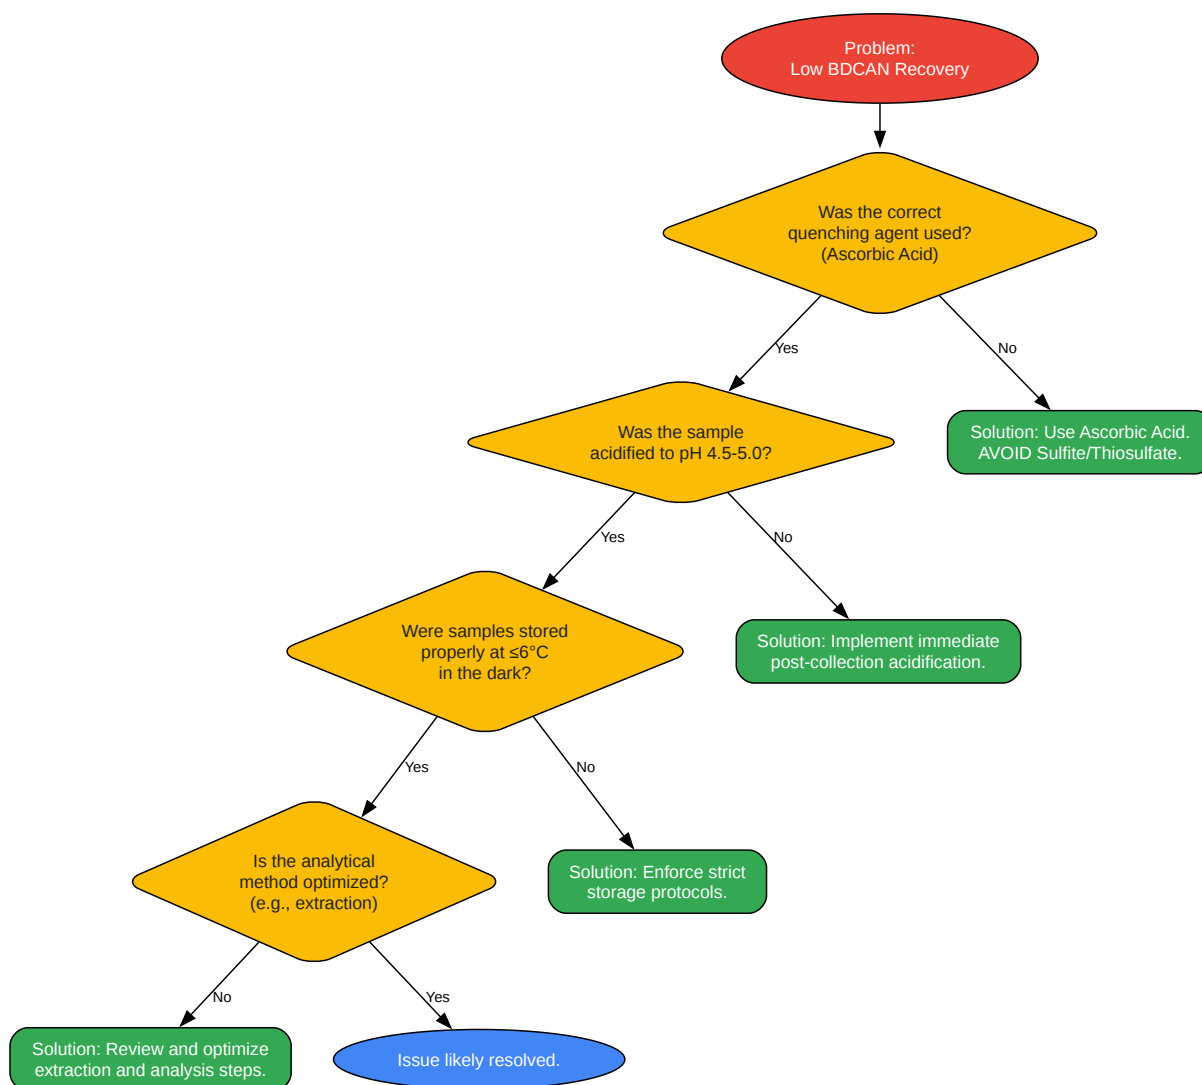 Problem:
Low BDCAN Recovery
Was the correct
quenching agent used?
(Ascorbic Acid)
Yes
No
Was the sample
acidified to pH 4.5-5.0?
Solution: Use Ascorbic Acid.
AVOID Sulfite/Thiosulfate.
Yes
No
Were samples stored
properly at ≤6°C
in the dark?
Solution: Implement immediate
post-collection acidification.
Yes
No
Is the analytical
method optimized?
(e.g., extraction)
Solution: Enforce strict
storage protocols.
No
Yes
Solution: Review and optimize
extraction and analysis steps.
Issue likely resolved.